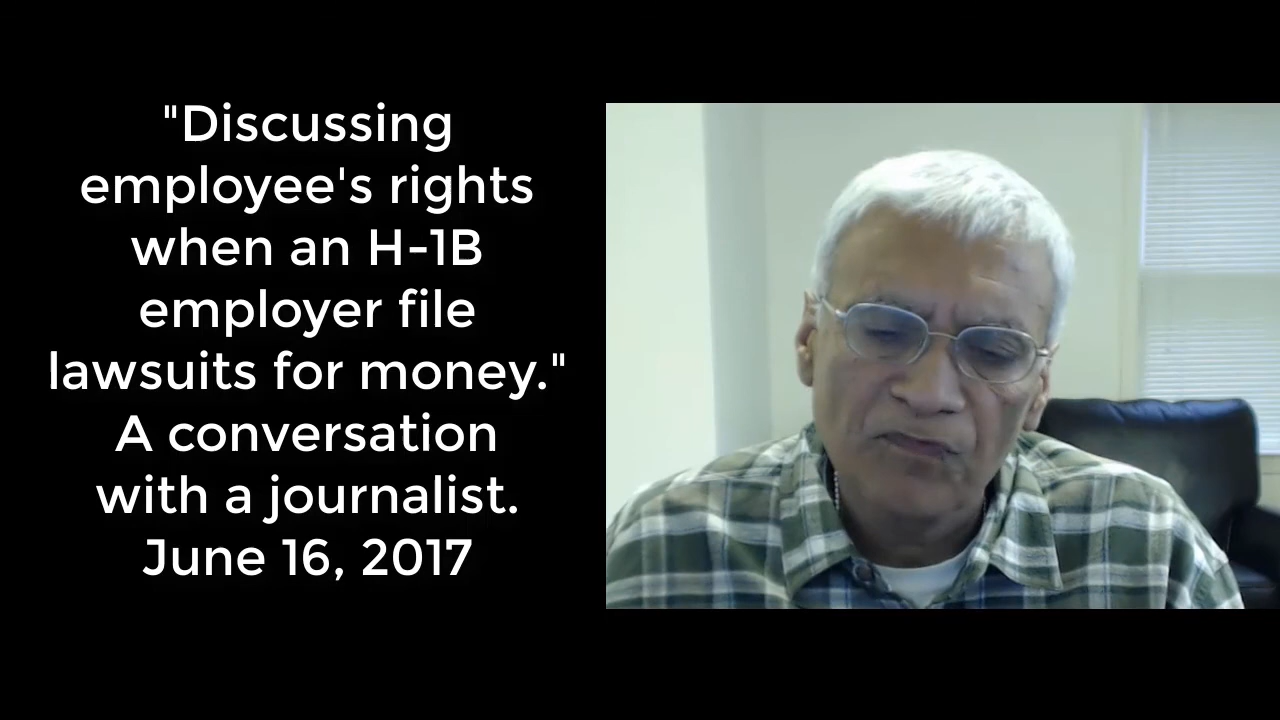 "Discussing
employee's rights
when an H-1B
employer file
lawsuits for money."
A conversation
with a journalist.
June 16, 2017